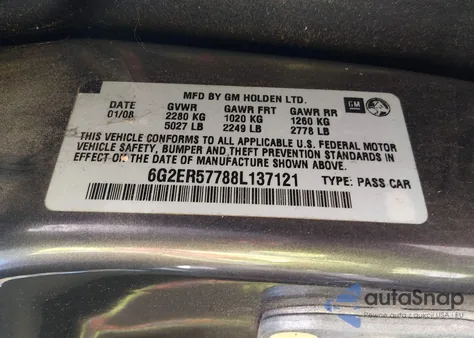 MFD BY GM HOLDEN LTD.
DATE GVWR GAWR FRT GAWR RR
01/08 2280 KG 1020 KG 1260 KG
5027 LB 2249 LB 2778 LB
GM
THIS VEHICLE CONFORMS TO ALL APPLICABLE U.S. FEDERAL MOTOR
VEHICLE SAFETY, BUMPER AND THEFT PREVENTION STANDARDS IN
EFFECT ON THE DATE OF MANUFACTURE SHOWN ABOVE.
6G2ER57788L137121 TYPE: PASS CAR
autoSnap